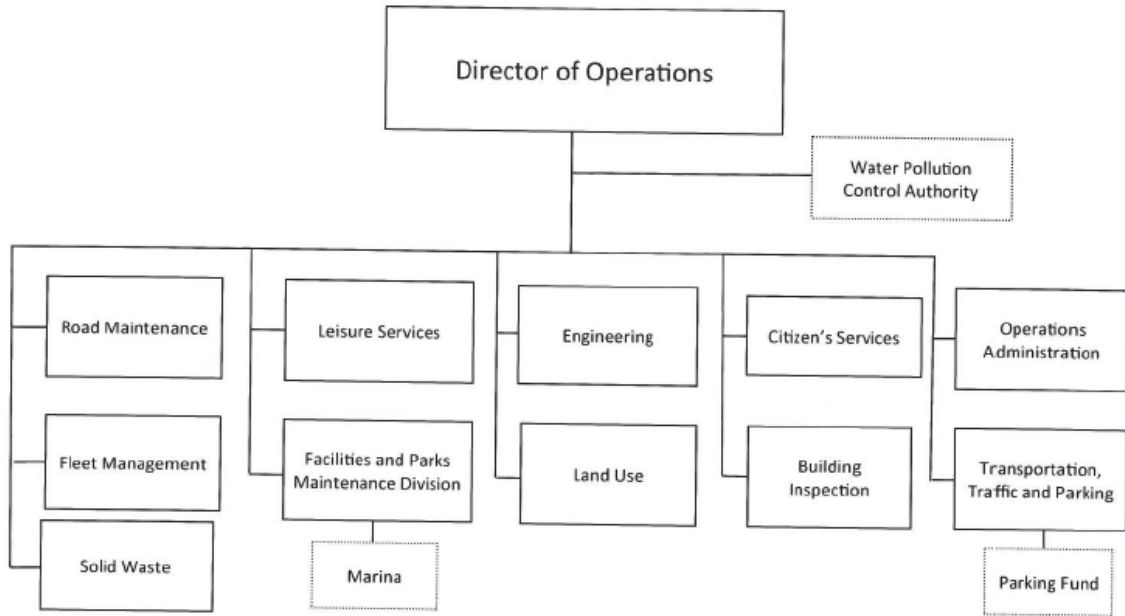 Director of Operations
Water Pollution
Control Authority
Road Maintenance
Leisure Services
Engineering
Citizen's Services
Operations
Administration
Fleet Management
Facilities and Parks
Maintenance Division
Land Use
Building
Inspection
Transportation,
Traffic and Parking
Solid Waste
Marina
Parking Fund